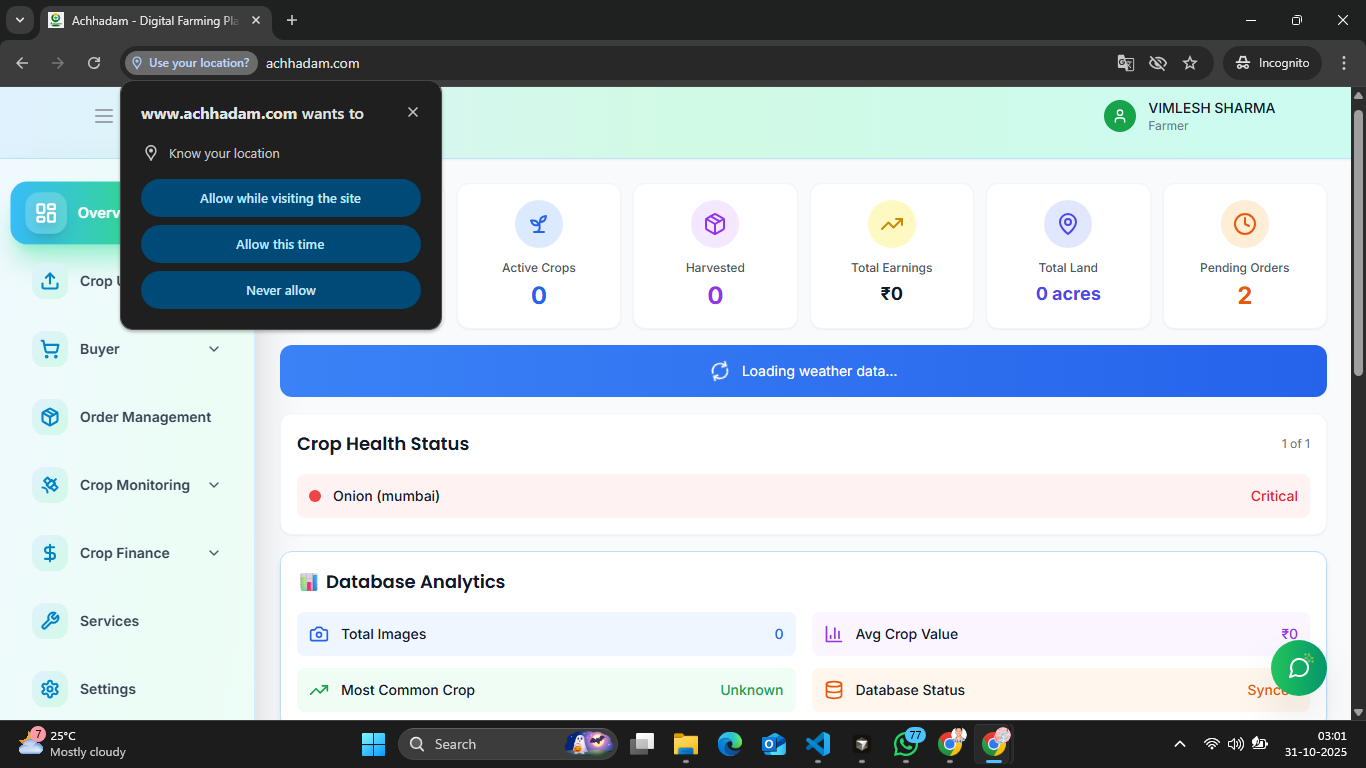 Achhadam - Digital Farming Pla
Use your location?
achhadam.com
Incognito
www.achhadam.com wants to
Know your location
Allow while visiting the site
Allow this time
Never allow
VIMLESH SHARMA
Farmer
Overv
Crop U
Buyer
Order Management
Crop Monitoring
Crop Finance
Services
Settings
Active Crops
0
Harvested
0
Total Earnings
₹0
Total Land
0 acres
Pending Orders
2
Loading weather data...
Crop Health Status
1 of 1
Onion (mumbai)
Critical
Database Analytics
Total Images
0
Avg Crop Value
₹0
Most Common Crop
Unknown
Database Status
Synce
7
25°C
Mostly cloudy
Search
77
03:01
31-10-2025